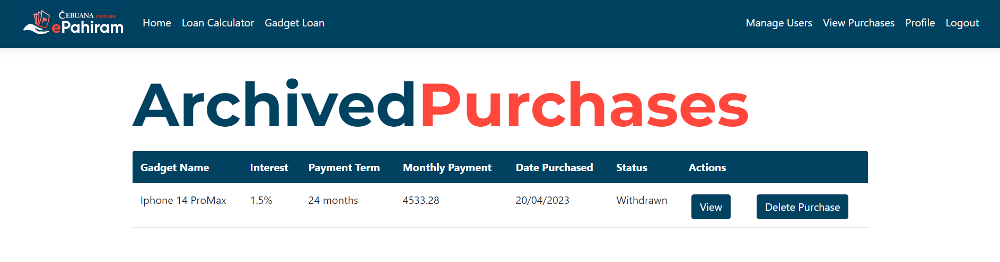 ČEBUANA LHUILLIER
ePahiram
Home Loan Calculator Gadget Loan Manage Users View Purchases Profile Logout
ArchivedPurchases
Gadget Name Interest Payment Term Monthly Payment Date Purchased Status Actions
Iphone 14 ProMax 1.5% 24 months 4533.28 20/04/2023 Withdrawn View Delete Purchase